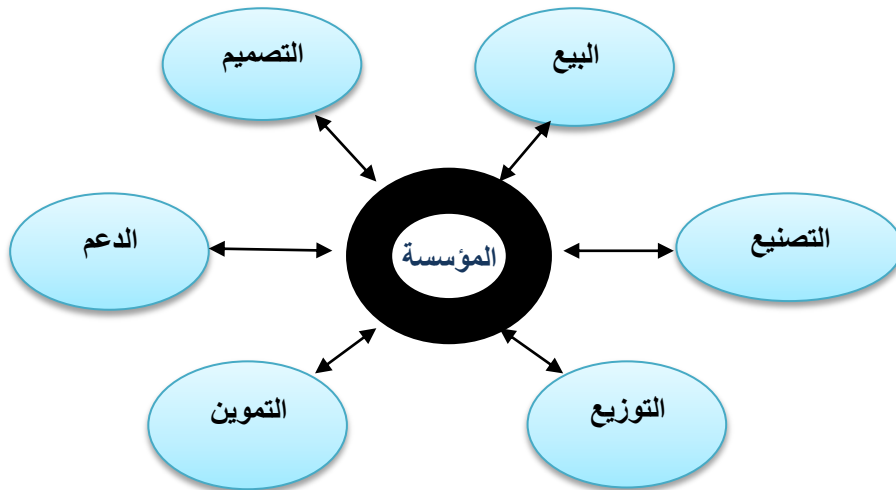 البيع
التصميم
التصنيع
المؤسسة
الدعم
التوزيع
التموين